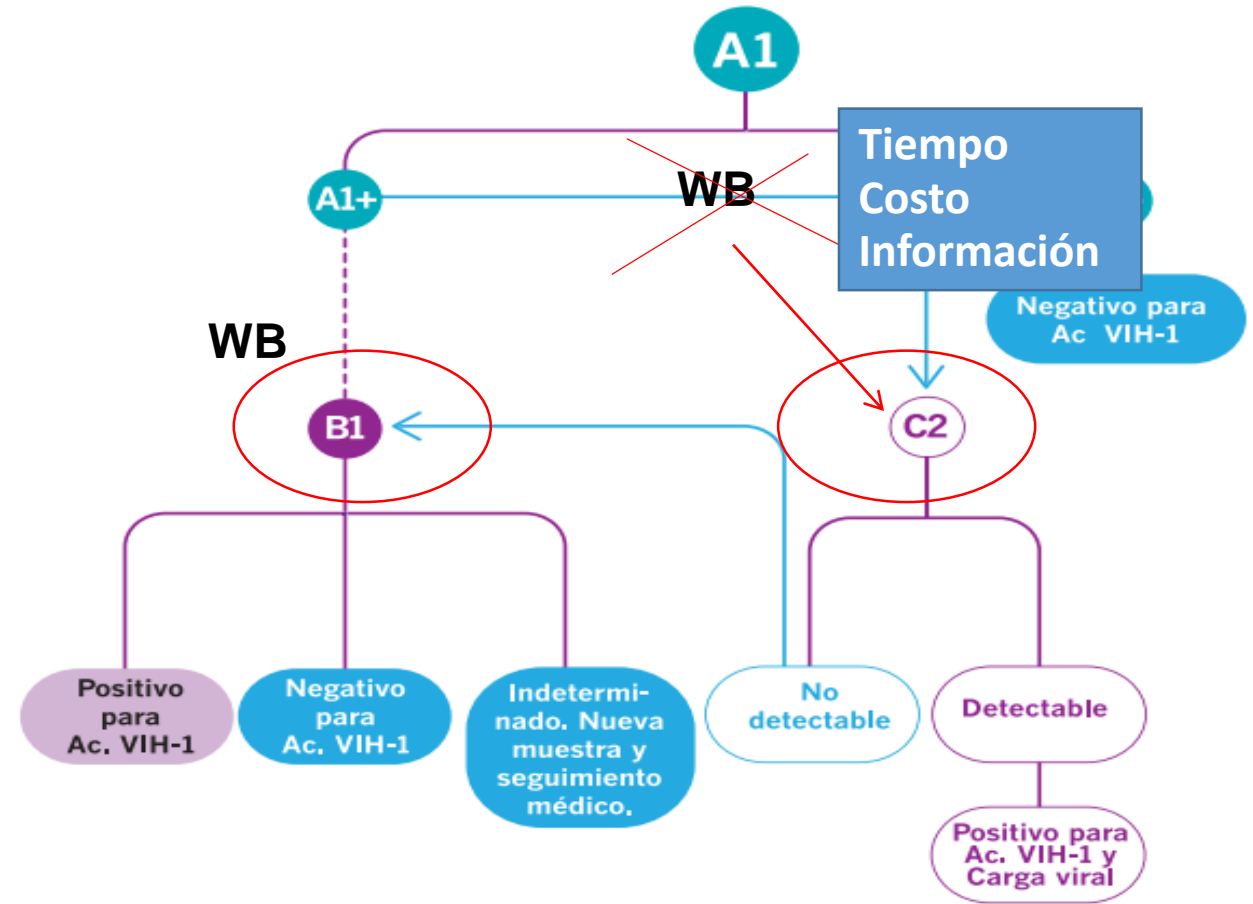 A1
A1+
WB
Tiempo
Costo
Información
Negativo para
Ac VIH-1
WB
B1
C2
Positivo
para
Ac. VIH-1
Negativo
para
Ac. VIH-1
Indetermi-
nado. Nueva
muestra y
seguimiento
médico.
No
detectable
Detectable
Positivo para
Ac. VIH-1 y
Carga viral